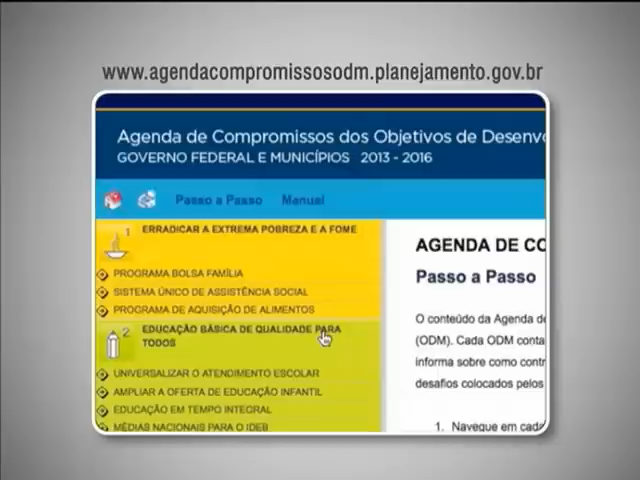 www.agendacompromissosodm.planejamento.gov.br
Agenda de Compromissos dos Objetivos de Desenvo
GOVERNO FEDERAL E MUNICÍPIOS 2013 - 2016
Passo a Passo Manual
1 ERRADICAR A EXTREMA POBREZA E A FOME
PROGRAMA BOLSA FAMÍLIA
SISTEMA ÚNICO DE ASSISTÊNCIA SOCIAL
PROGRAMA DE AQUISIÇÃO DE ALIMENTOS
2 EDUCAÇÃO BÁSICA DE QUALIDADE PARA
TODOS
UNIVERSALIZAR O ATENDIMENTO ESCOLAR
AMPLIAR A OFERTA DE EDUCAÇÃO INFANTIL
EDUCAÇÃO EM TEMPO INTEGRAL
MÉDIAS NACIONAIS PARA O IDEB
AGENDA DE CO
Passo a Passo
O conteúdo da Agenda de
(ODM). Cada ODM conta
informa sobre como contr
desafios colocados pelos
1. Navegue em cada